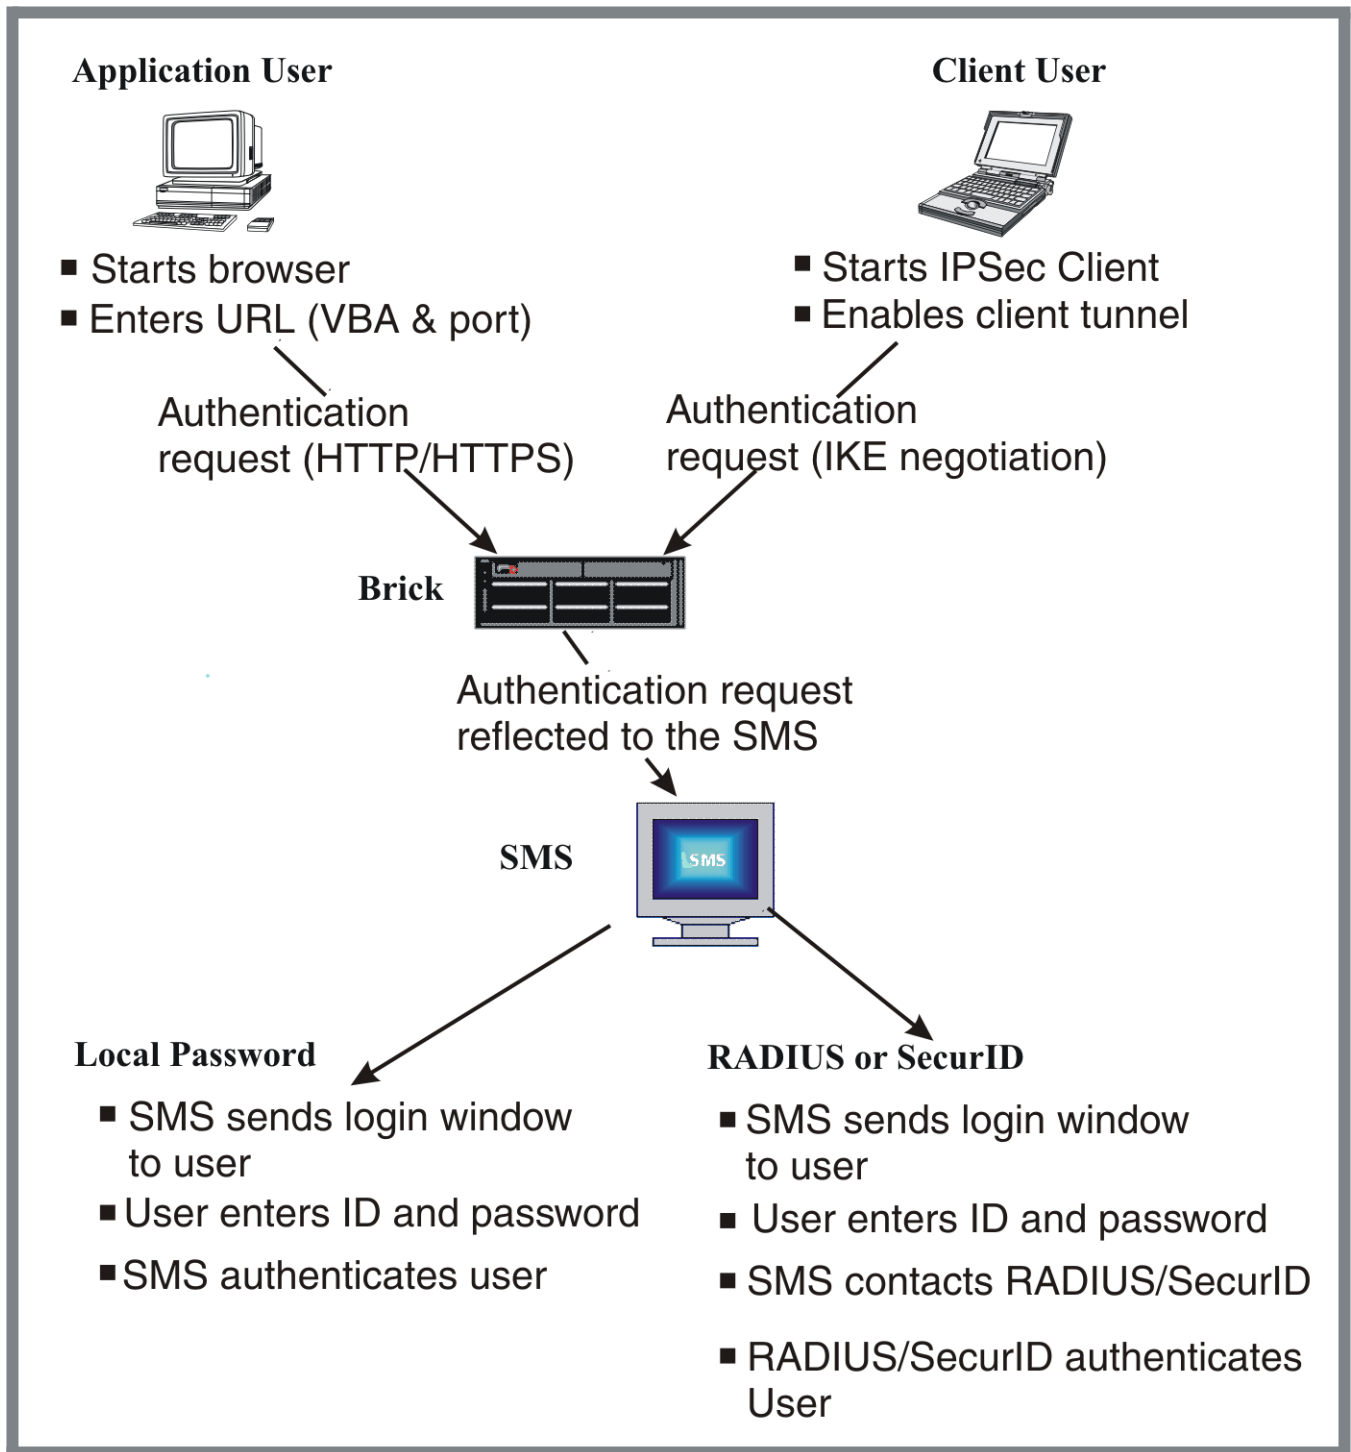 Application User
Client User
■ Starts browser
■ Enters URL (VBA & port)
■ Starts IPSec Client
■ Enables client tunnel
Authentication
request (HTTP/HTTPS)
Authentication
request (IKE negotiation)
Brick
Authentication request
reflected to the SMS
SMS
LSMS
Local Password
■ SMS sends login window
to user
■ User enters ID and password
■ SMS authenticates user
RADIUS or SecurID
■ SMS sends login window
to user
■ User enters ID and password
■ SMS contacts RADIUS/SecurID
■ RADIUS/SecurID authenticates
User